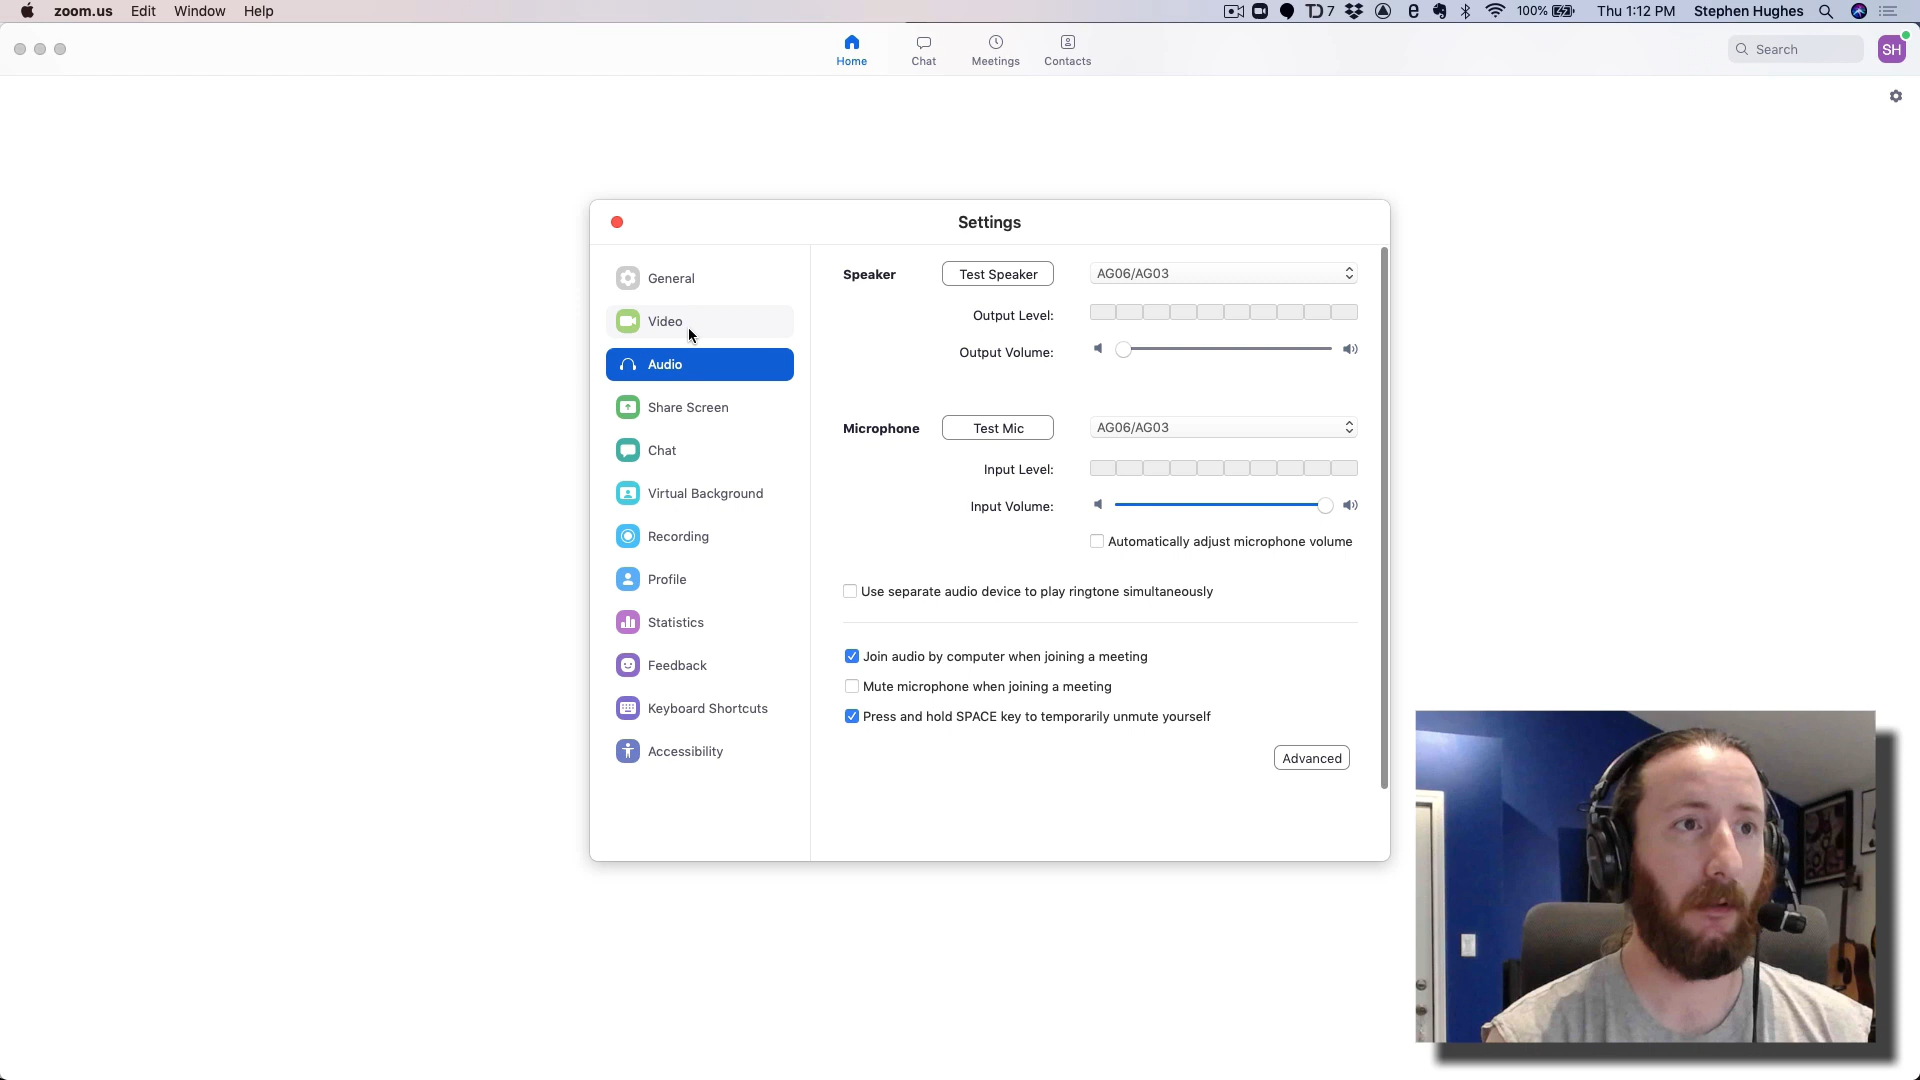 zoom.us Edit Window Help 7 100% Thu 1:12 PM Stephen Hughes
Home Chat Meetings Contacts Search SH
Settings
General
Video
Audio
Share Screen
Chat
Virtual Background
Recording
Profile
Statistics
Feedback
Keyboard Shortcuts
Accessibility
Speaker Test Speaker AG06/AG03
Output Level:
Output Volume:
Microphone Test Mic AG06/AG03
Input Level:
Input Volume:
Automatically adjust microphone volume
Use separate audio device to play ringtone simultaneously
Join audio by computer when joining a meeting
Mute microphone when joining a meeting
Press and hold SPACE key to temporarily unmute yourself
Advanced